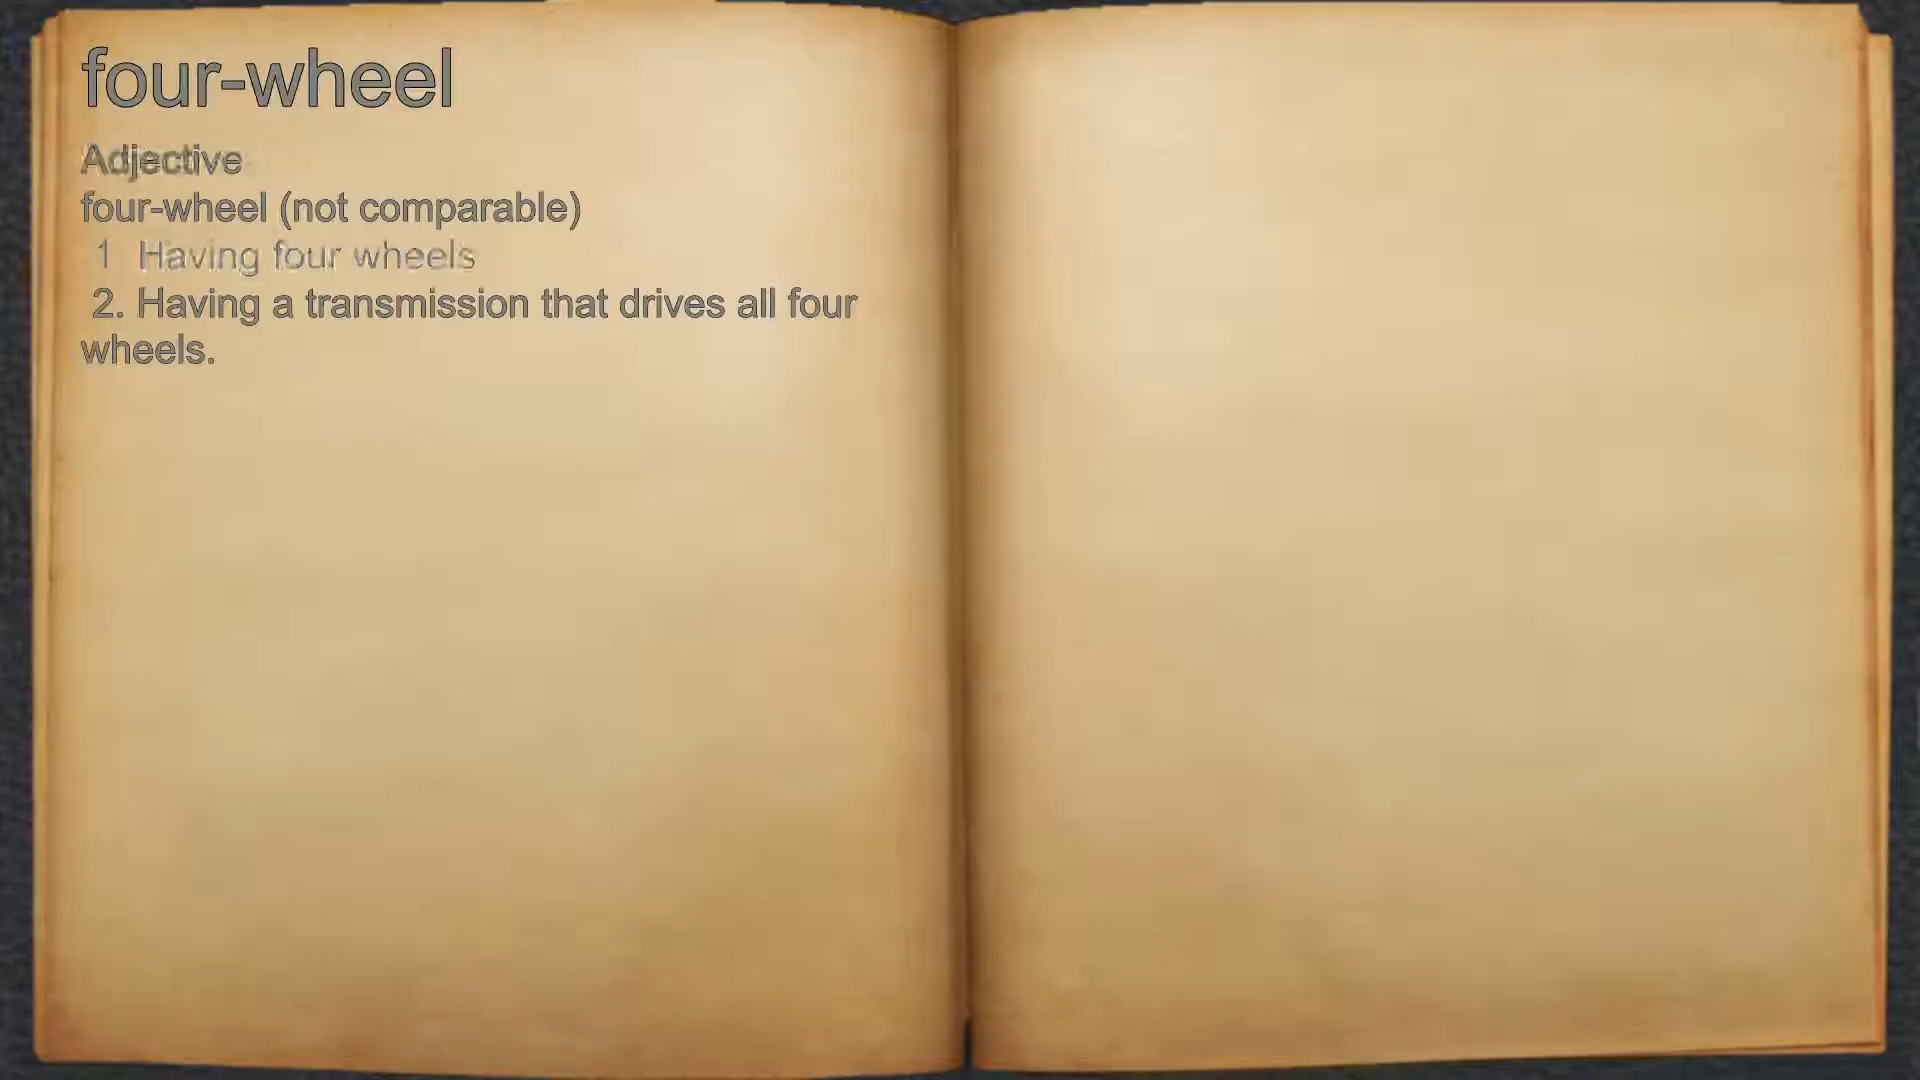 four-wheel
Adjective
four-wheel (not comparable)
1 Having four wheels
2. Having a transmission that drives all four
wheels.